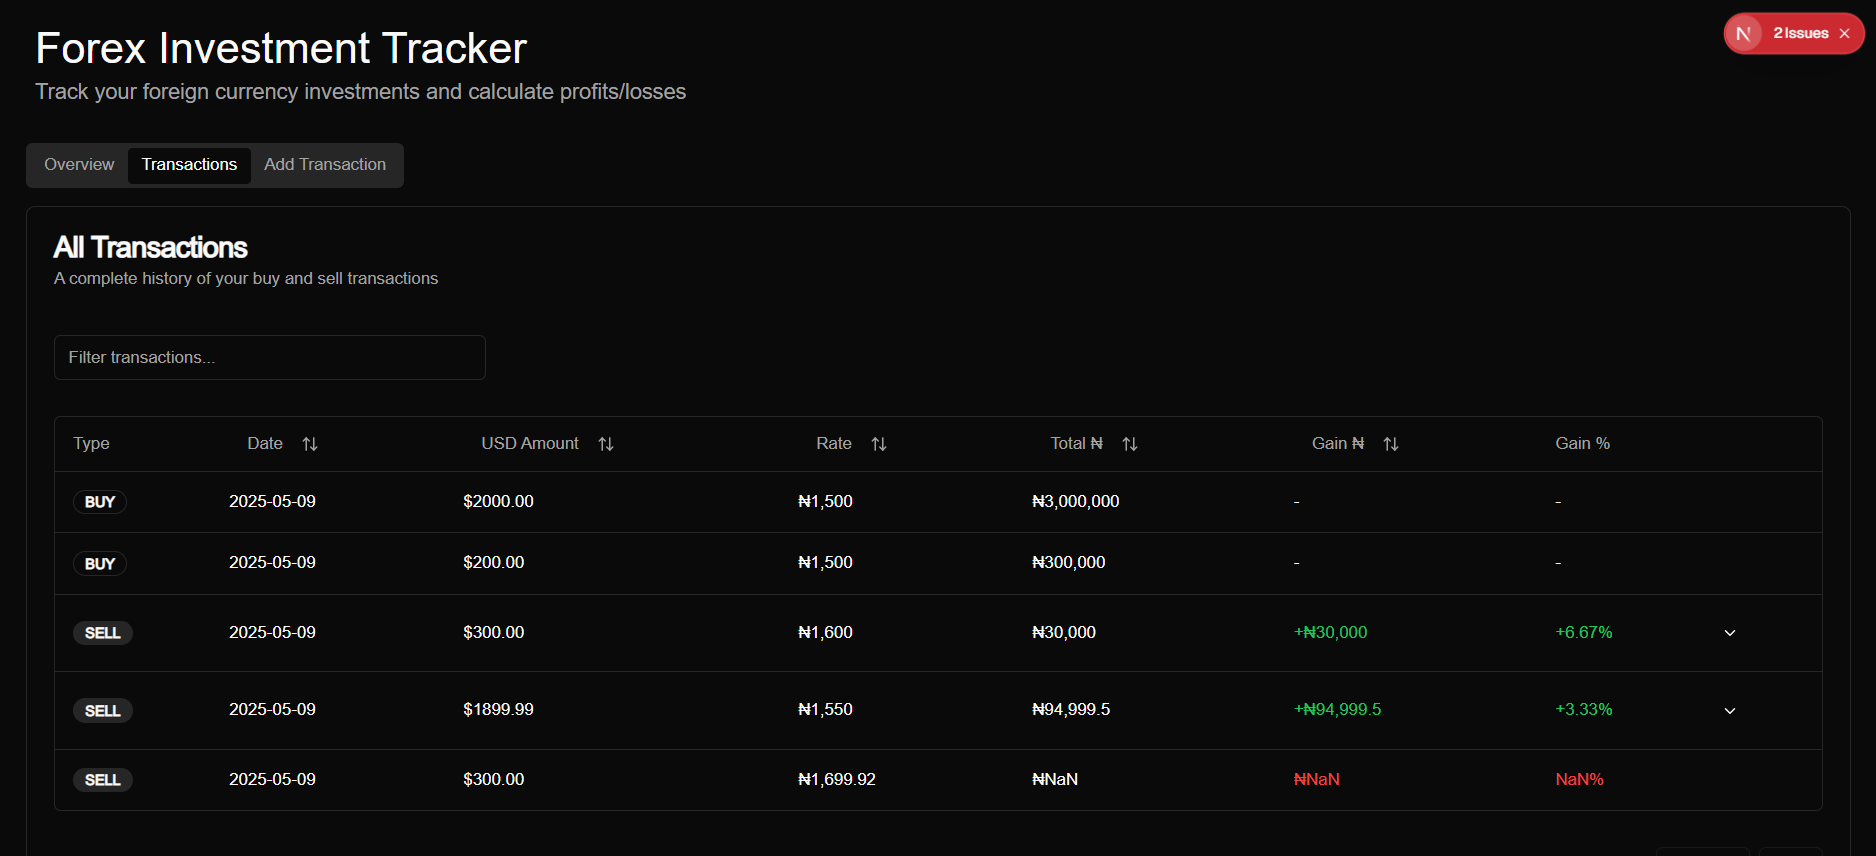 Forex Investment Tracker
N 2 Issues
Track your foreign currency investments and calculate profits/losses
Overview Transactions Add Transaction
All Transactions
A complete history of your buy and sell transactions
Filter transactions...
Type Date USD Amount Rate Total ₦ Gain ₦ Gain %
BUY 2025-05-09 $2000.00 ₦1,500 ₦3,000,000 - -
BUY 2025-05-09 $200.00 ₦1,500 ₦300,000 - -
SELL 2025-05-09 $300.00 ₦1,600 ₦30,000 +₦30,000 +6.67%
SELL 2025-05-09 $1899.99 ₦1,550 ₦94,999.5 +₦94,999.5 +3.33%
SELL 2025-05-09 $300.00 ₦1,699.92 ₦NaN ₦NaN NaN%